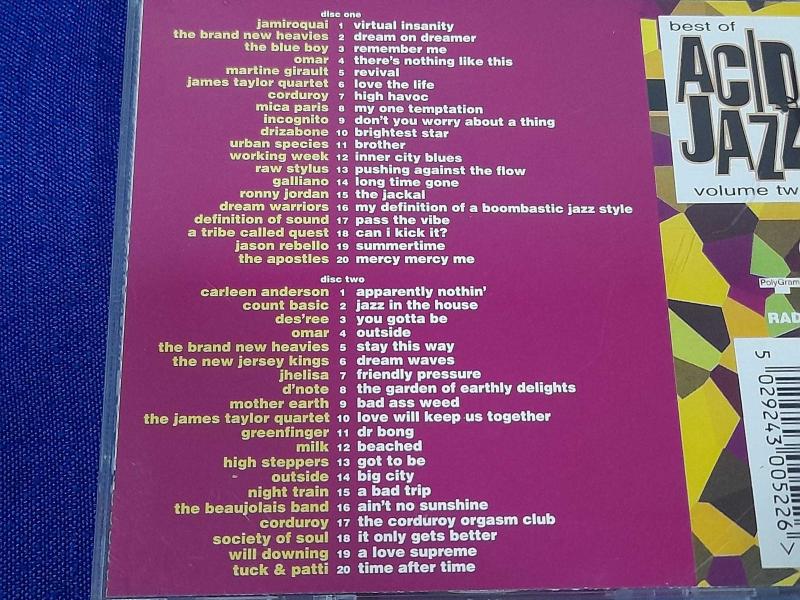 disc one
jamiroquai 1 virtual insanity
the brand new heavies 2 dream on dreamer
the blue boy 3 remember me
omar 4 there's nothing like this
martine girault 5 revival
james taylor quartet 6 love the life
corduroy 7 high havoc
mica paris 8 my one temptation
incognito 9 don't you worry about a thing
drizabone 10 brightest star
urban species 11 brother
working week 12 inner city blues
raw stylus 13 pushing against the flow
galliano 14 long time gone
ronny jordan 15 the jackal
dream warriors 16 my definition of a boombastic jazz style
definition of sound 17 pass the vibe
a tribe called quest 18 can i kick it?
jason rebello 19 summertime
the apostles 20 mercy mercy me
disc two
carleen anderson 1 apparently nothin'
count basic 2 jazz in the house
des'ree 3 you gotta be
omar 4 outside
the brand new heavies 5 stay this way
the new jersey kings 6 dream waves
jhelisa 7 friendly pressure
d'note 8 the garden of earthly delights
mother earth 9 bad ass weed
the james taylor quartet 10 love will keep us together
greenfinger 11 dr bong
milk 12 beached
high steppers 13 got to be
outside 14 big city
night train 15 a bad trip
the beaujolais band 16 ain't no sunshine
corduroy 17 the corduroy orgasm club
society of soul 18 it only gets better
will downing 19 a love supreme
tuck & patti 20 time after time
best of
ACID
JAZZ
volume tw
PolyGram
RAD
5 029243 005226 >